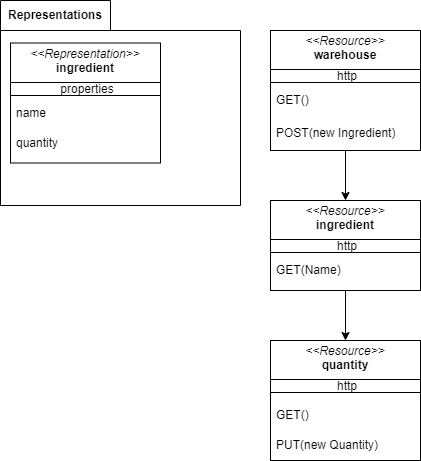 Representations
<<Representation>>
ingredient
properties
name
quantity
<<Resource>>
warehouse
http
GET()
POST(new Ingredient)
<<Resource>>
ingredient
http
GET(Name)
<<Resource>>
quantity
http
GET()
PUT(new Quantity)